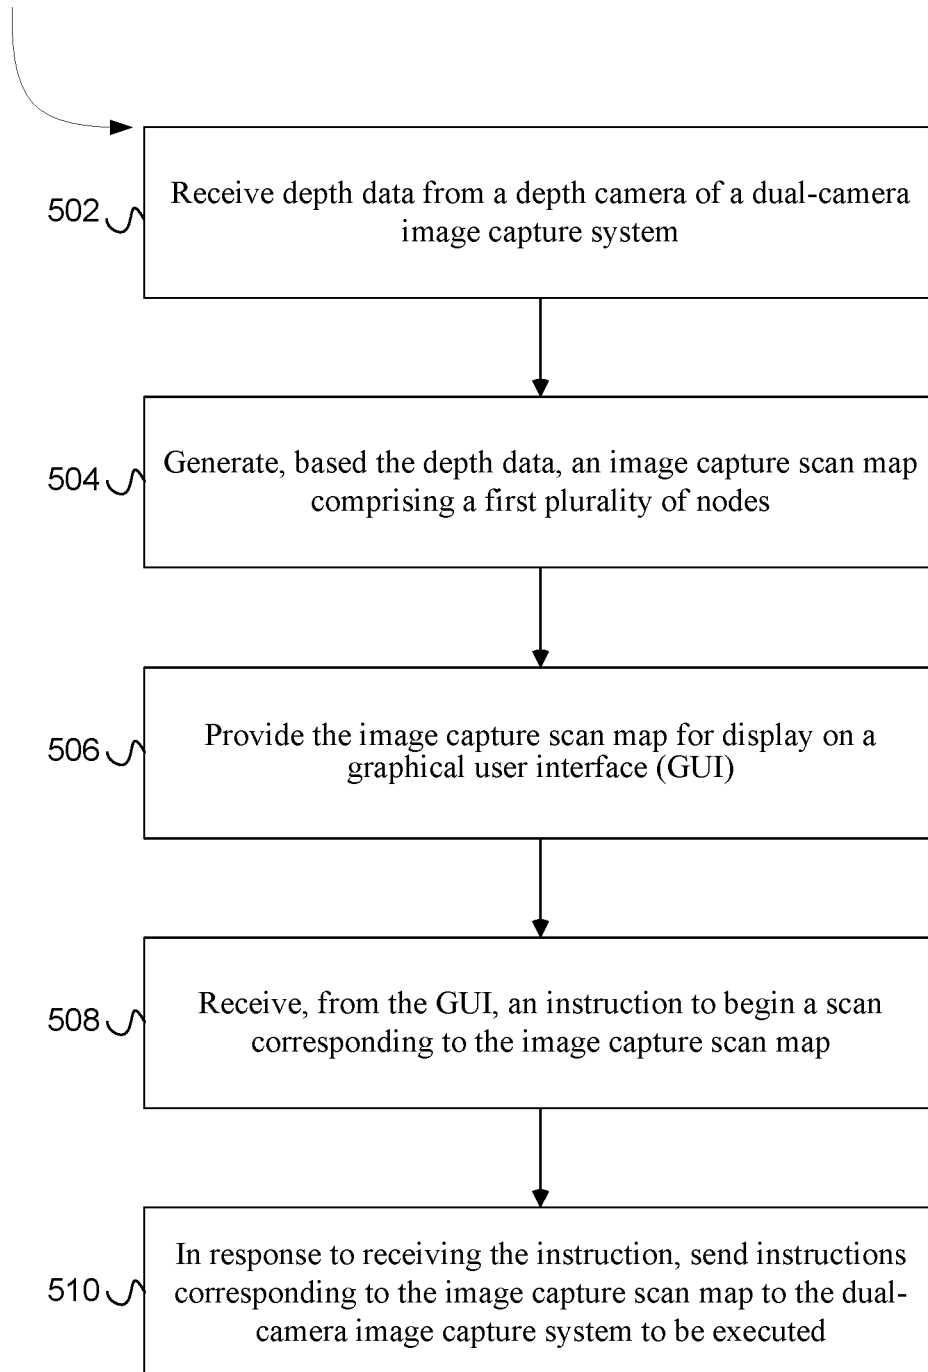 502
Receive depth data from a depth camera of a dual-camera
image capture system
504
Generate, based the depth data, an image capture scan map
comprising a first plurality of nodes
506
Provide the image capture scan map for display on a
graphical user interface (GUI)
508
Receive, from the GUI, an instruction to begin a scan
corresponding to the image capture scan map
510
In response to receiving the instruction, send instructions
corresponding to the image capture scan map to the dual-
camera image capture system to be executed